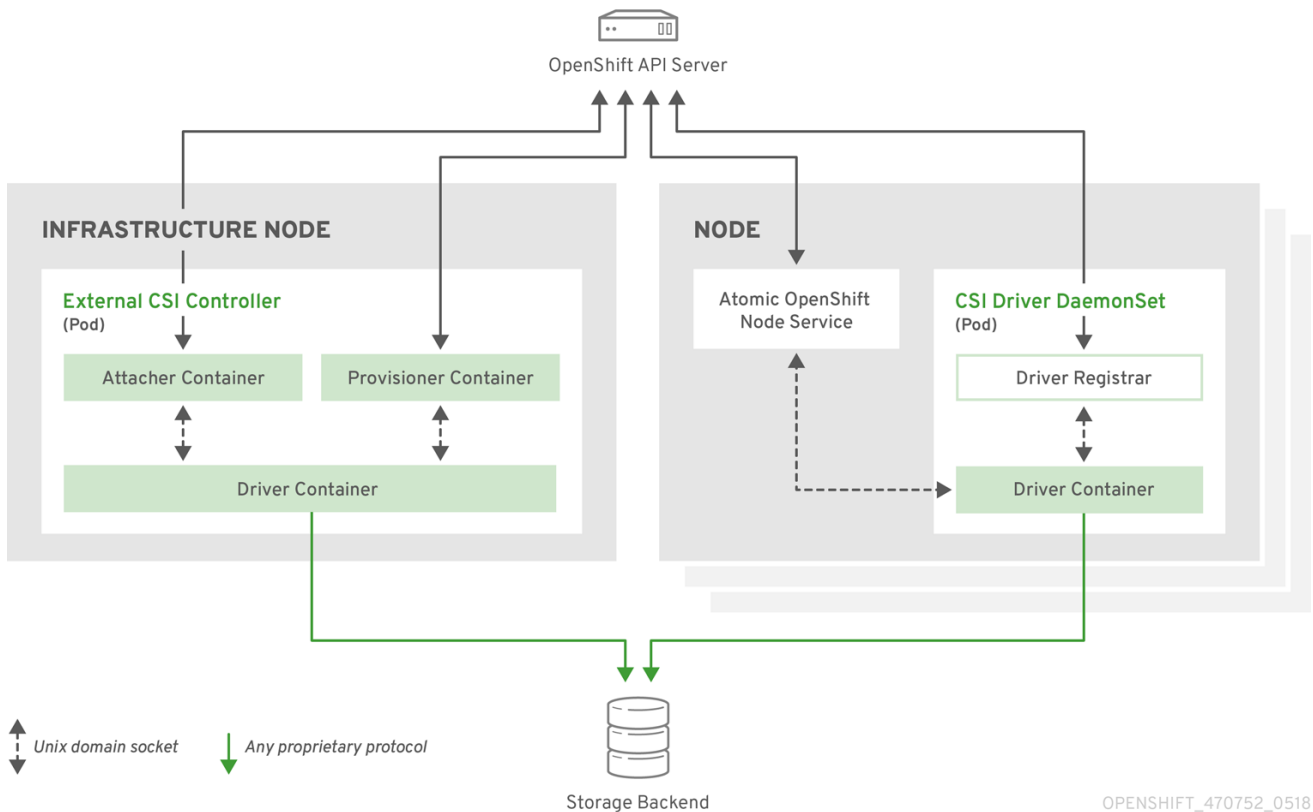 OpenShift API Server
INFRASTRUCTURE NODE
External CSI Controller
(Pod)
Attacher Container
Provisioner Container
Driver Container
NODE
Atomic OpenShift
Node Service
CSI Driver DaemonSet
(Pod)
Driver Registrar
Driver Container
Unix domain socket
Any proprietary protocol
Storage Backend
OPENSHIFT_470752_0518